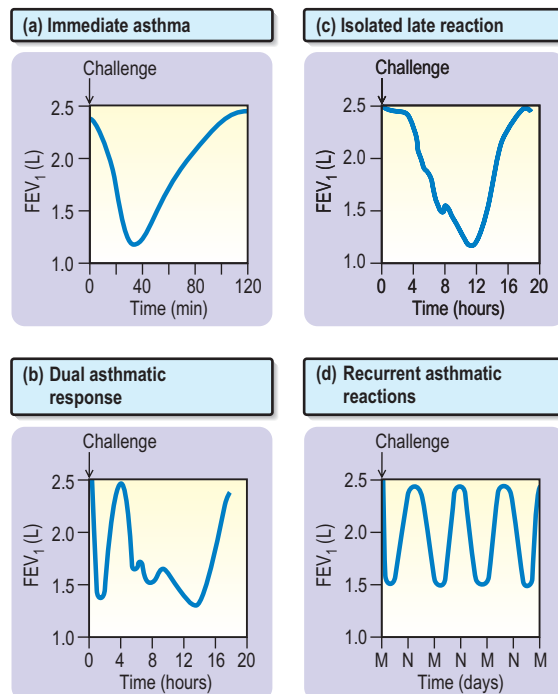 (a) Immediate asthma
Challenge
2.5
2.0
1.5
1.0
FEV₁ (L)
0 40 80 120
Time (min)
(b) Dual asthmatic
response
Challenge
2.5
2.0
1.5
1.0
FEV₁ (L)
0 4 8 12 16 20
Time (hours)
(c) Isolated late reaction
Challenge
2.5
2.0
1.5
1.0
FEV₁ (L)
0 4 8 12 16 20
Time (hours)
(d) Recurrent asthmatic
reactions
Challenge
2.5
2.0
1.5
1.0
FEV₁ (L)
M N M N M N M
Time (days)